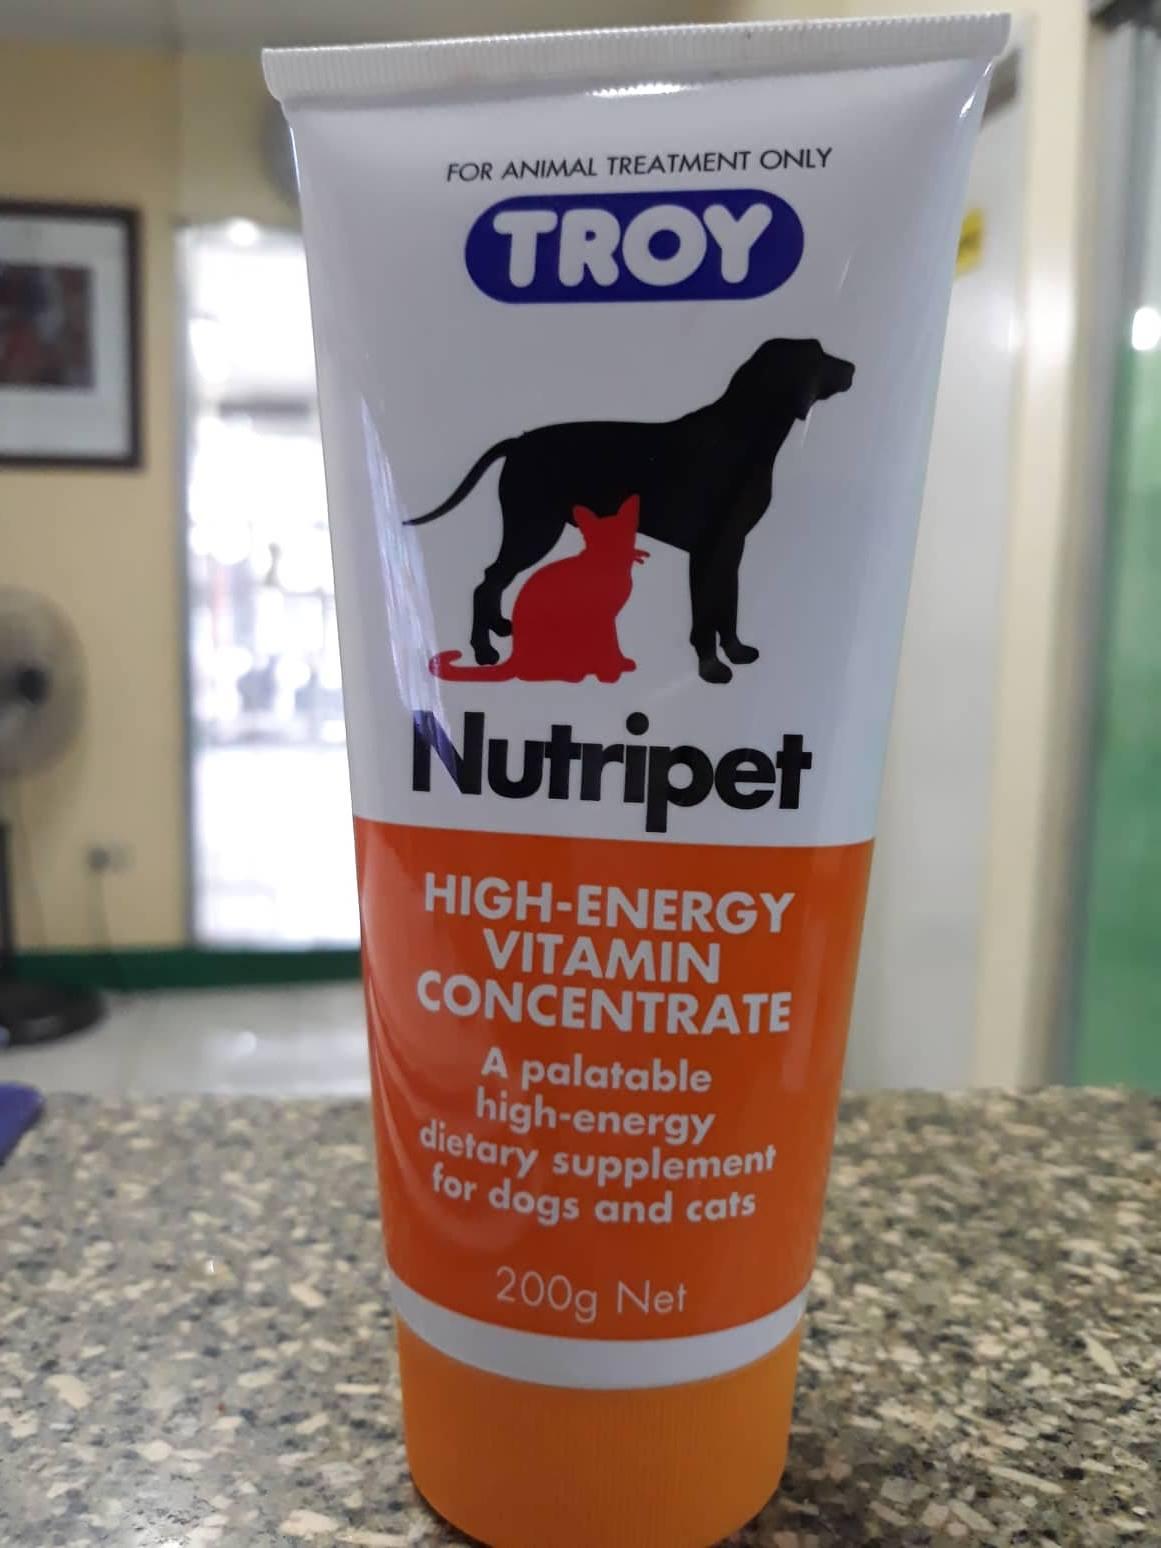 FOR ANIMAL TREATMENT ONLY
TROY
Nutripet
HIGH-ENERGY
VITAMIN
CONCENTRATE
A palatable
high-energy
dietary supplement
for dogs and cats
200g Net